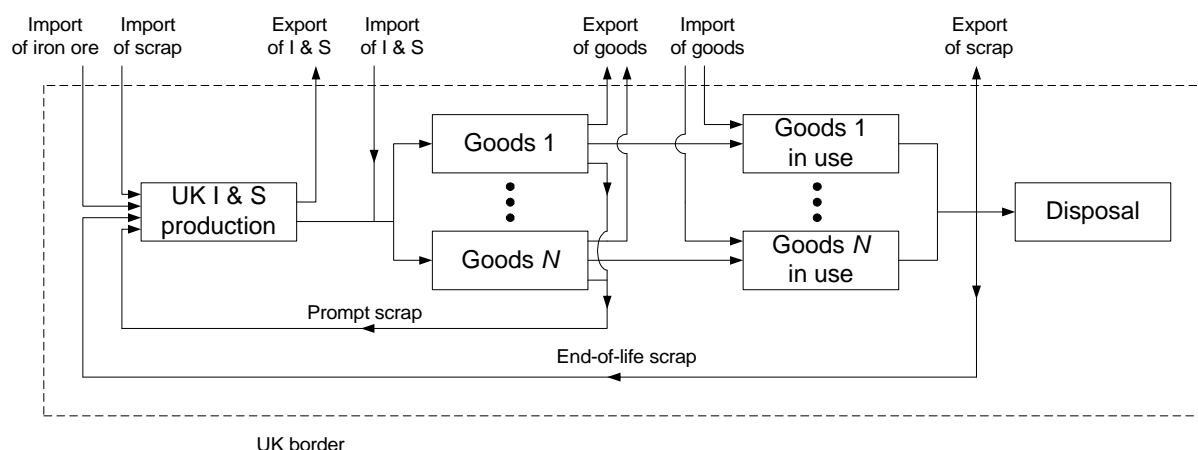 Import
of iron ore
Import
of scrap
Export
of I & S
Import
of I & S
Export
of goods
Import
of goods
Export
of scrap
UK I & S
production
Goods 1
Goods N
Goods 1
in use
Goods N
in use
Disposal
Prompt scrap
End-of-life scrap
UK border